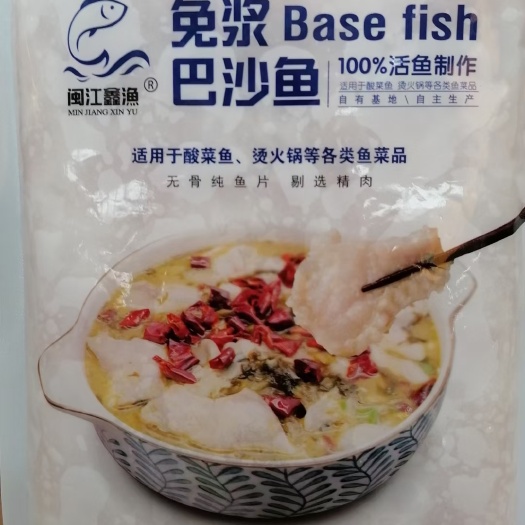 免浆 Base fish
巴沙鱼
100%活鱼制作
适用于酸菜鱼 烫火锅等各类鱼菜品
自有基地\自主生产
闽江鑫渔®
MIN JIANG XIN YU
适用于酸菜鱼、烫火锅等各类鱼菜品
无骨纯鱼片 剔选精肉